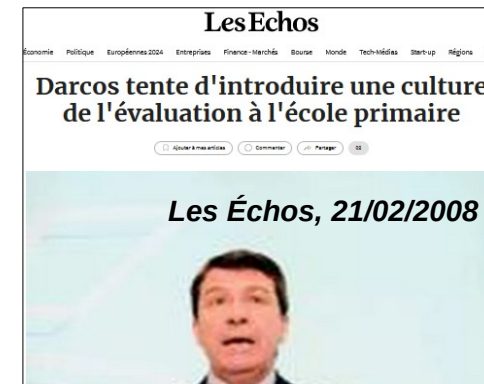 Les Echos
Économie Politique Européennes 2024 Entreprises Finance - Marchés Bourse Monde Tech-Médias Start-up Régions
Darcos tente d'introduire une culture
de l'évaluation à l'école primaire
Ajouter à mes articles Commenter Partager
Les Échos, 21/02/2008